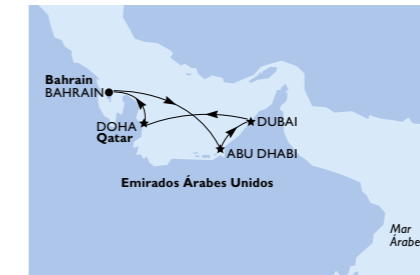 Bahrain
BAHRAIN
DOHA
Qatar
DUBAI
ABU DHABI
Emirados Árabes Unidos
Mar
Árabe